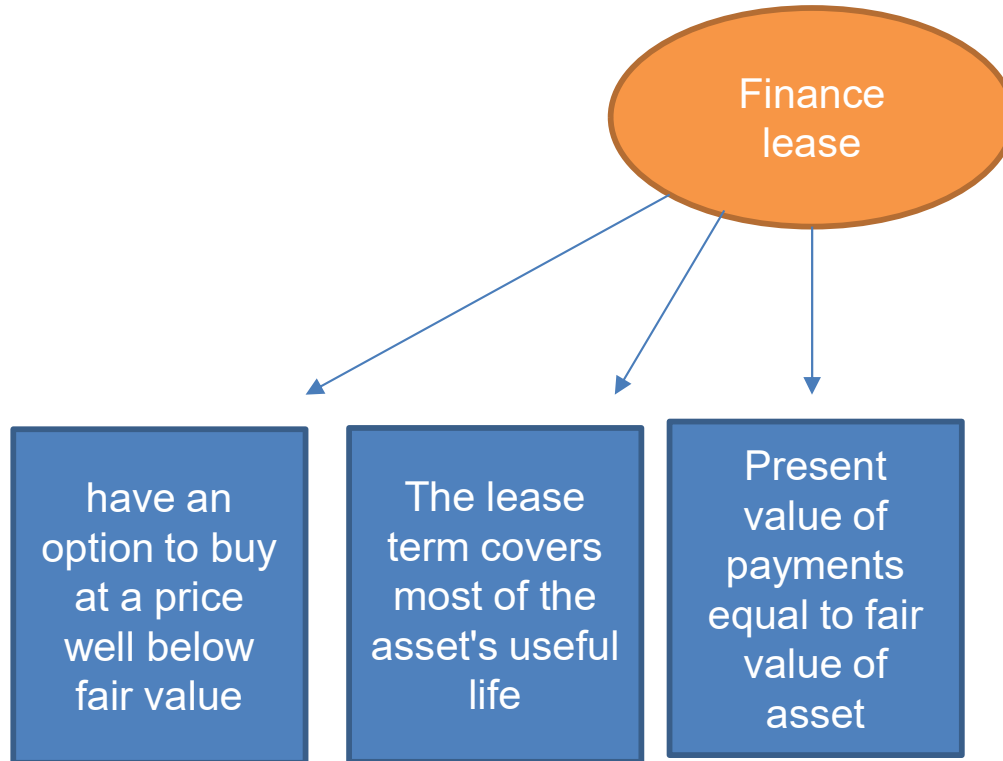 Finance
lease
have an
option to buy
at a price
well below
fair value
The lease
term covers
most of the
asset's useful
life
Present
value of
payments
equal to fair
value of
asset